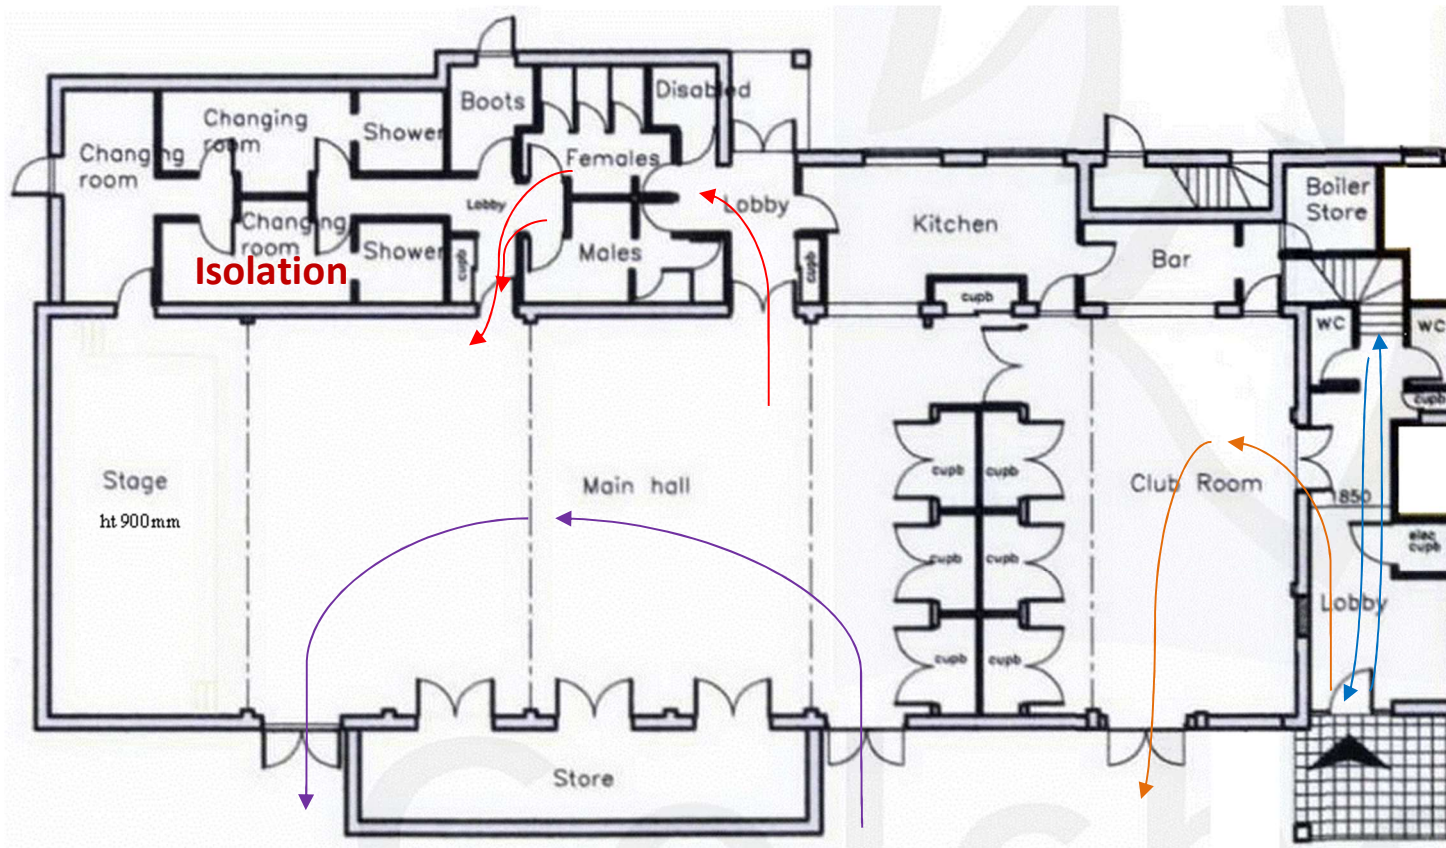 Boots
Disabled
Changing
room
Shower
Changing
room
Females
Boiler
Store
Lobby
Lobby
Kitchen
Changing
room
Shower
Males
cupb
cupb
Bar
Isolation
cupb
WC
WC
cupb
cupb
cupb
Stage
ht 900mm
Main hall
Club Room
1850
elec
cupb
cupb
cupb
Lobby
cupb
cupb
Store
Colch